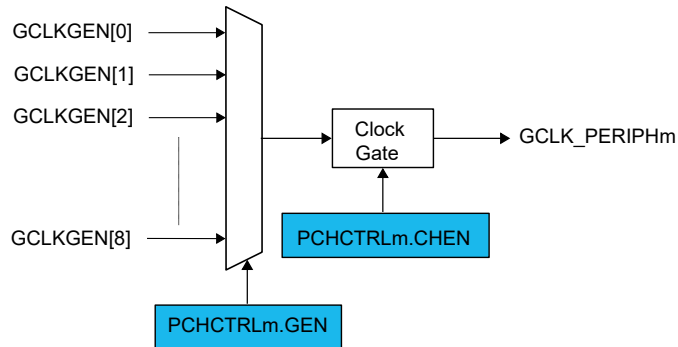 GCLKGEN[0]
GCLKGEN[1]
GCLKGEN[2]
GCLKGEN[8]
Clock
Gate
GCLK_PERIPHm
PCHCTRLm.CHEN
PCHCTRLm.GEN